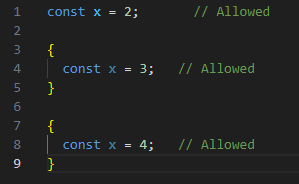 1 const x = 2;       // Allowed
2
3 {
4   const x = 3;   // Allowed
5 }
6
7 {
8   const x = 4;   // Allowed
9 }